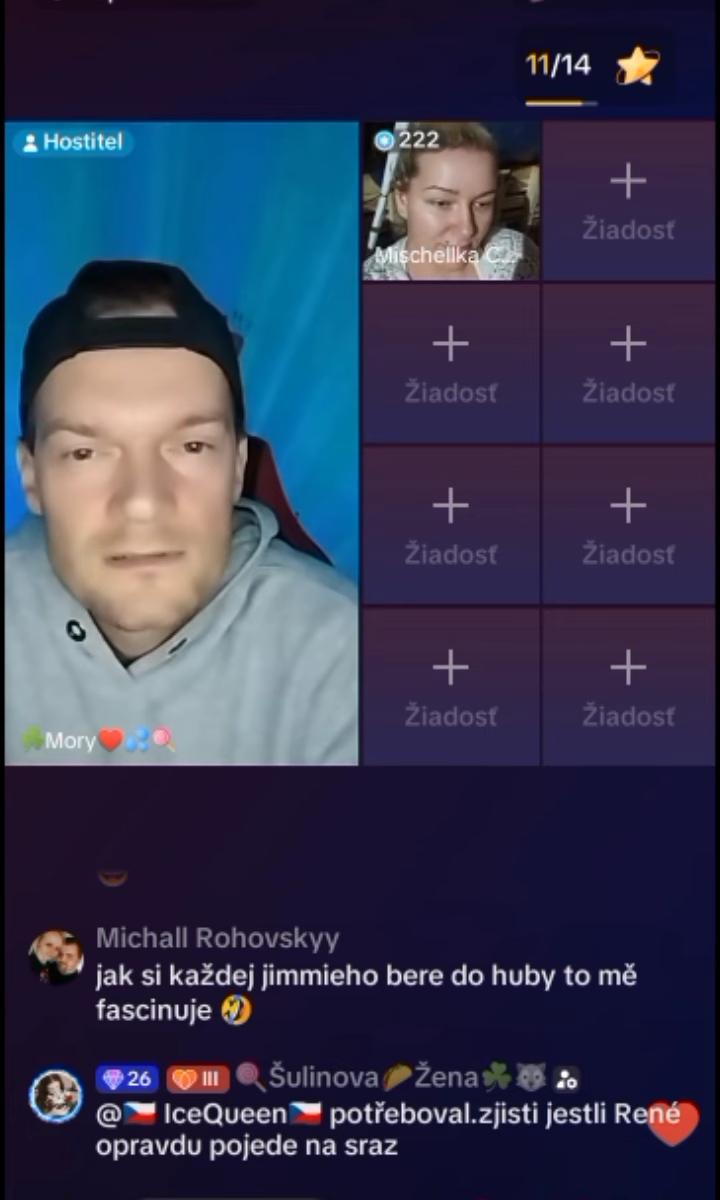 11/14
Hostitel
222
Mischellka C...
Žiadosť
Žiadosť
Žiadosť
Žiadosť
Žiadosť
Žiadosť
Žiadosť
🍀Mory❤️💦🍭
Michall Rohovskyy
jak si každej jimmieho bere do huby to mě
fascinuje 🤣
26 III 🍭Šulinova🌮Žena☘️🐺
@🇨🇿 IceQueen🇨🇿 potřeboval.zjisti jestli René
opravdu pojede na sraz